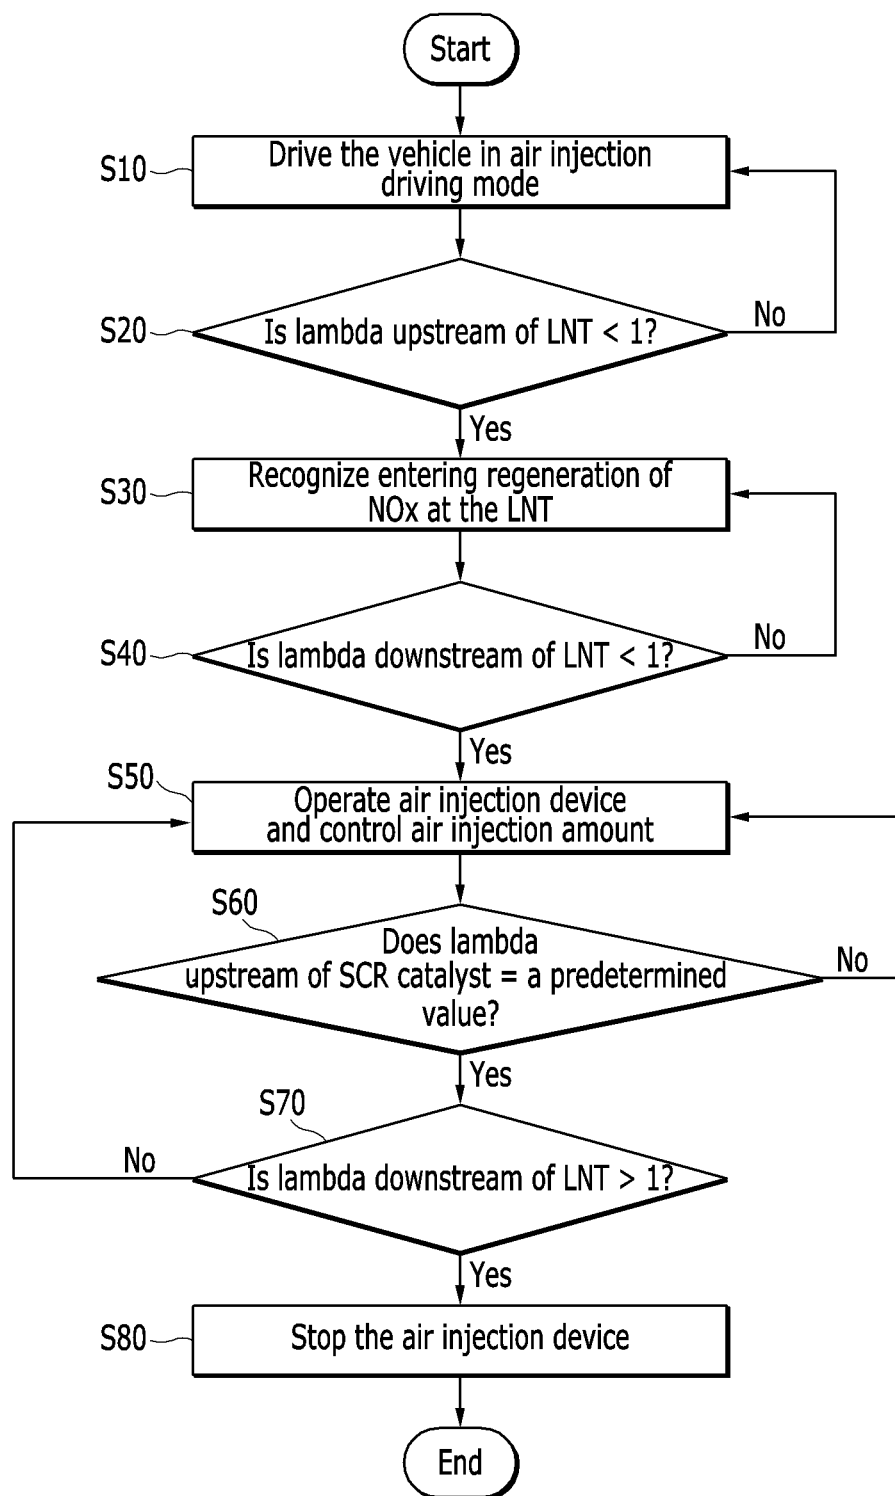 Start
S10
Drive the vehicle in air injection
driving mode
S20
Is lambda upstream of LNT < 1?
No
Yes
S30
Recognize entering regeneration of
NOx at the LNT
S40
Is lambda downstream of LNT < 1?
No
Yes
S50
Operate air injection device
and control air injection amount
S60
Does lambda
upstream of SCR catalyst = a predetermined
value?
No
Yes
S70
Is lambda downstream of LNT > 1?
No
Yes
S80
Stop the air injection device
End